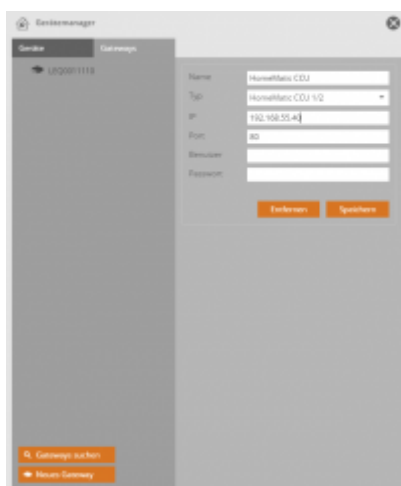 Gerätemanager
Geräte Gateways
LEQ0011110
Name HomeMatic CCU
Typ HomeMatic CCU 1/2
IP 192.168.55.40
Port 80
Benutzer
Passwort
Entfernen Speichern
Gateways suchen
Neues Gateway